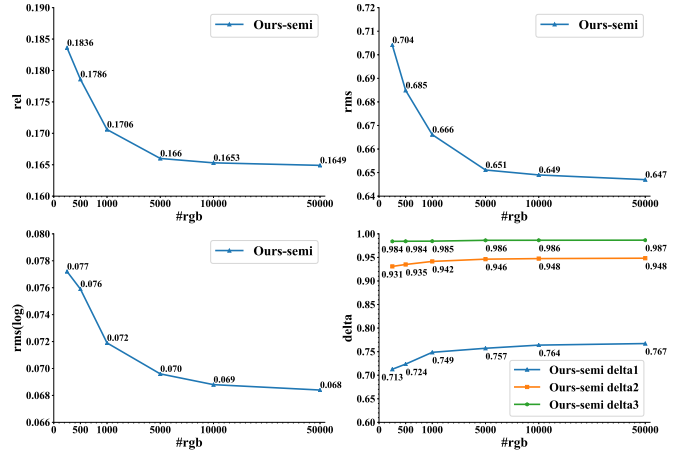 0.190
0.185
0.180
0.175
0.170
0.165
0.160
rel
Ours-semi
0.1836
0.1786
0.1706
0.166
0.1653
0.1649
0 500 1000 5000 10000 50000
#rgb
0.72
0.71
0.70
0.69
0.68
0.67
0.66
0.65
0.64
rms
Ours-semi
0.704
0.685
0.666
0.651
0.649
0.647
0 500 1000 5000 10000 50000
#rgb
0.080
0.078
0.076
0.074
0.072
0.070
0.068
0.066
rms(log)
Ours-semi
0.077
0.076
0.072
0.070
0.069
0.068
0 500 1000 5000 10000 50000
#rgb
1.00
0.95
0.90
0.85
0.80
0.75
0.70
0.65
0.60
delta
0.984 0.984 0.985 0.986 0.986 0.987
0.931 0.935 0.942 0.946 0.948 0.948
0.713 0.724 0.749 0.757 0.764 0.767
Ours-semi delta1
Ours-semi delta2
Ours-semi delta3
0 500 1000 5000 10000 50000
#rgb